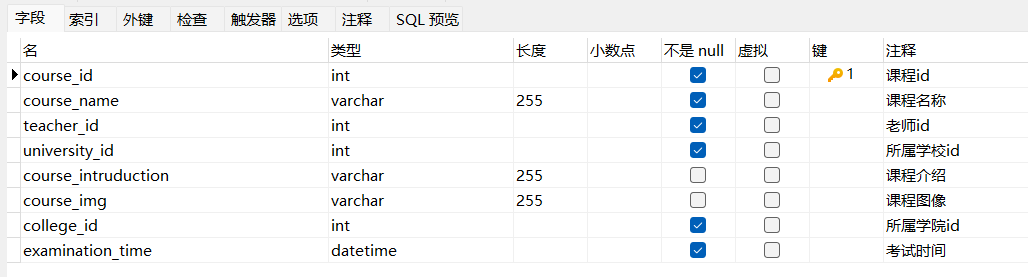 字段 索引 外键 检查 触发器 选项 注释 SQL 预览
名 类型 长度 小数点 不是 null 虚拟 键 注释
course_id int 1 课程id
course_name varchar 255 课程名称
teacher_id int 老师id
university_id int 所属学校id
course_intruduction varchar 255 课程介绍
course_img varchar 255 课程图像
college_id int 所属学院id
examination_time datetime 考试时间